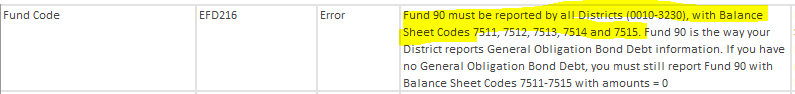 Fund Code EFD216 Error Fund 90 must be reported by all Districts (0010-3230), with Balance
Sheet Codes 7511, 7512, 7513, 7514 and 7515. Fund 90 is the way your
District reports General Obligation Bond Debt information. If you have
no General Obligation Debt, you must still report Fund 90 with
Balance Sheet Codes 7511-7515 with amounts = 0